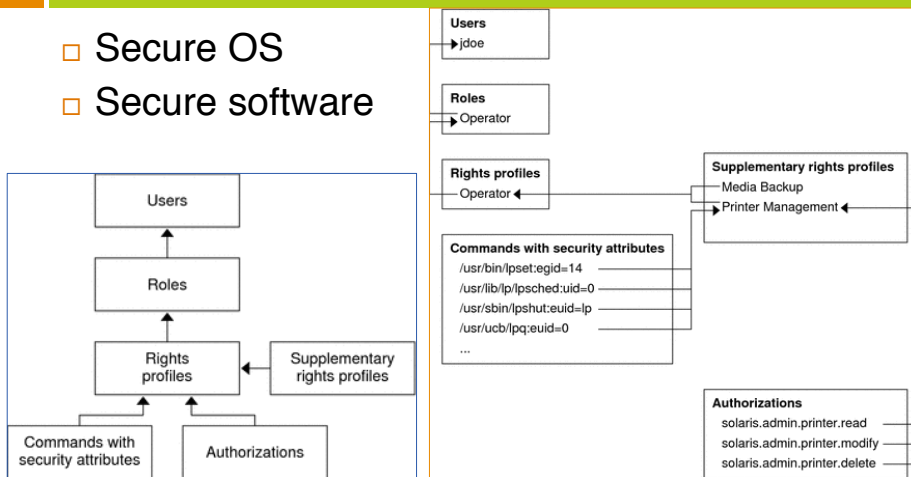 Secure OS
Secure software
Users
Roles
Rights
profiles
Supplementary
rights profiles
Commands with
security attributes
Authorizations
Users
jdoe
Roles
Operator
Rights profiles
Operator
Supplementary rights profiles
Media Backup
Printer Management
Commands with security attributes
/usr/bin/lpset:egid=14
/usr/lib/lp/lpsched:uid=0
/usr/sbin/lpshut:euid=lp
/usr/ucb/lpq:euid=0
...
Authorizations
solaris.admin.printer.read
solaris.admin.printer.modify
solaris.admin.printer.delete